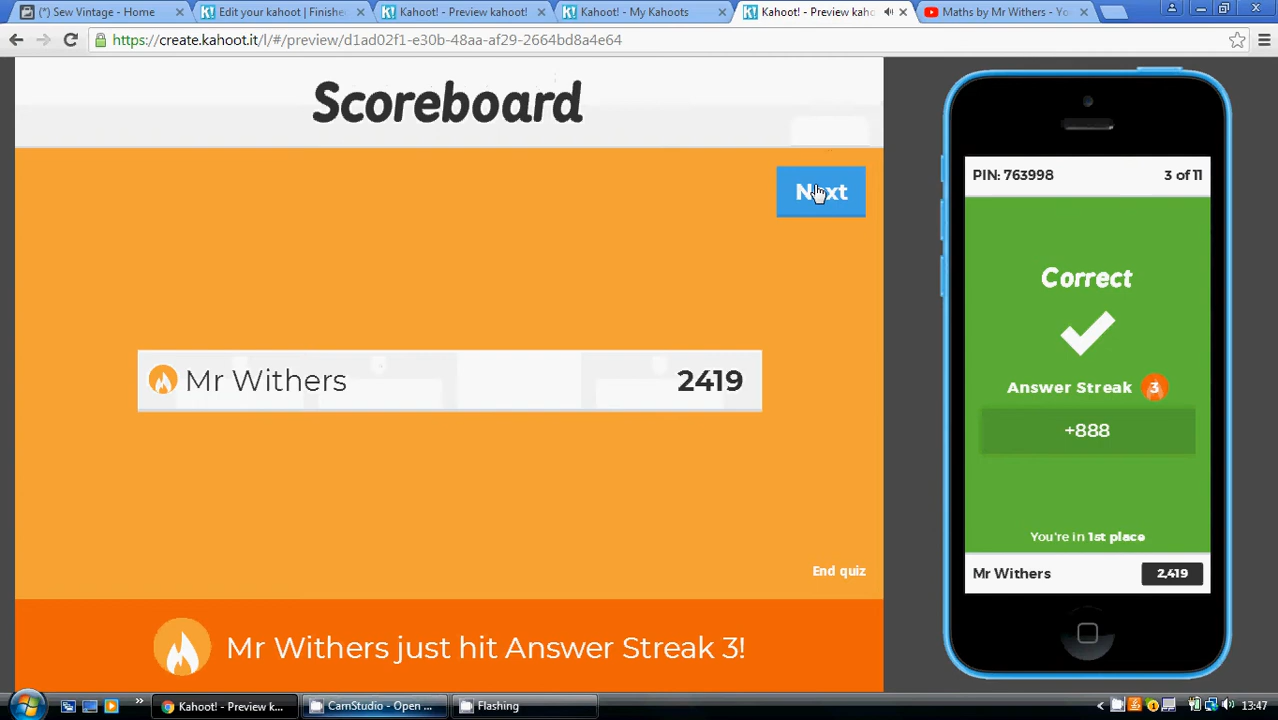 (*) Sew Vintage - Home
Edit your kahoot | Finishe
Kahoot! - Preview kahoot!
Kahoot! - My Kahoots
Kahoot! - Preview kaho
Maths by Mr Withers - Yo
https://create.kahoot.it/l/#/preview/d1ad02f1-e30b-48aa-af29-2664bd8a4e64
Scoreboard
Next
Mr Withers 2419
End quiz
Mr Withers just hit Answer Streak 3!
PIN: 763998 3 of 11
Correct
Answer Streak 3
+888
You're in 1st place
Mr Withers 2,419
Kahoot! - Preview k...
CamStudio - Open ...
Flashing
13:47